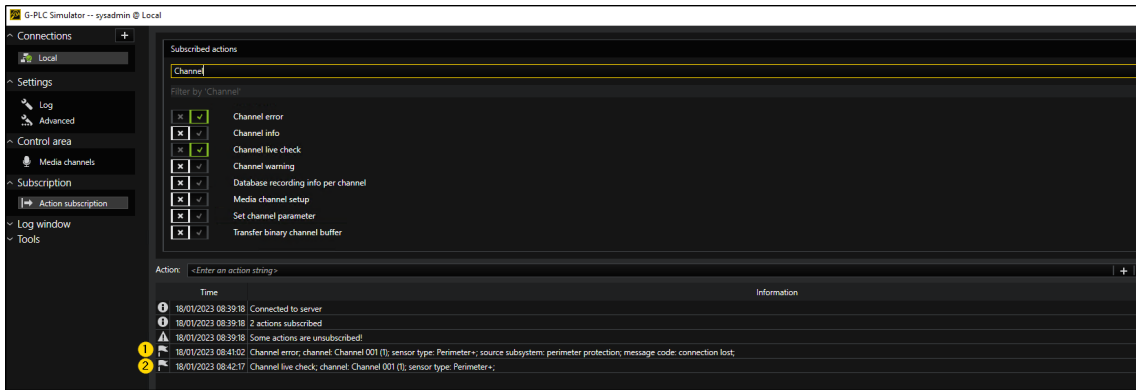 G-PLC Simulator -- sysadmin @ Local
Connections +
Local
Settings
Log
Advanced
Control area
Media channels
Subscription
Action subscription
Log window
Tools
Subscribed actions
Channel
Filter by 'Channel'
Channel error
Channel info
Channel live check
Channel warning
Database recording info per channel
Media channel setup
Set channel parameter
Transfer binary channel buffer
Action: <Enter an action string> +
Time Information
18/01/2023 08:39:18 Connected to server
18/01/2023 08:39:18 2 actions subscribed
18/01/2023 08:39:18 Some actions are unsubscribed!
1 18/01/2023 08:41:02 Channel error; channel: Channel 001 (1); sensor type: Perimeter+; source subsystem: perimeter protection; message code: connection lost;
2 18/01/2023 08:42:17 Channel live check; channel: Channel 001 (1); sensor type: Perimeter+;